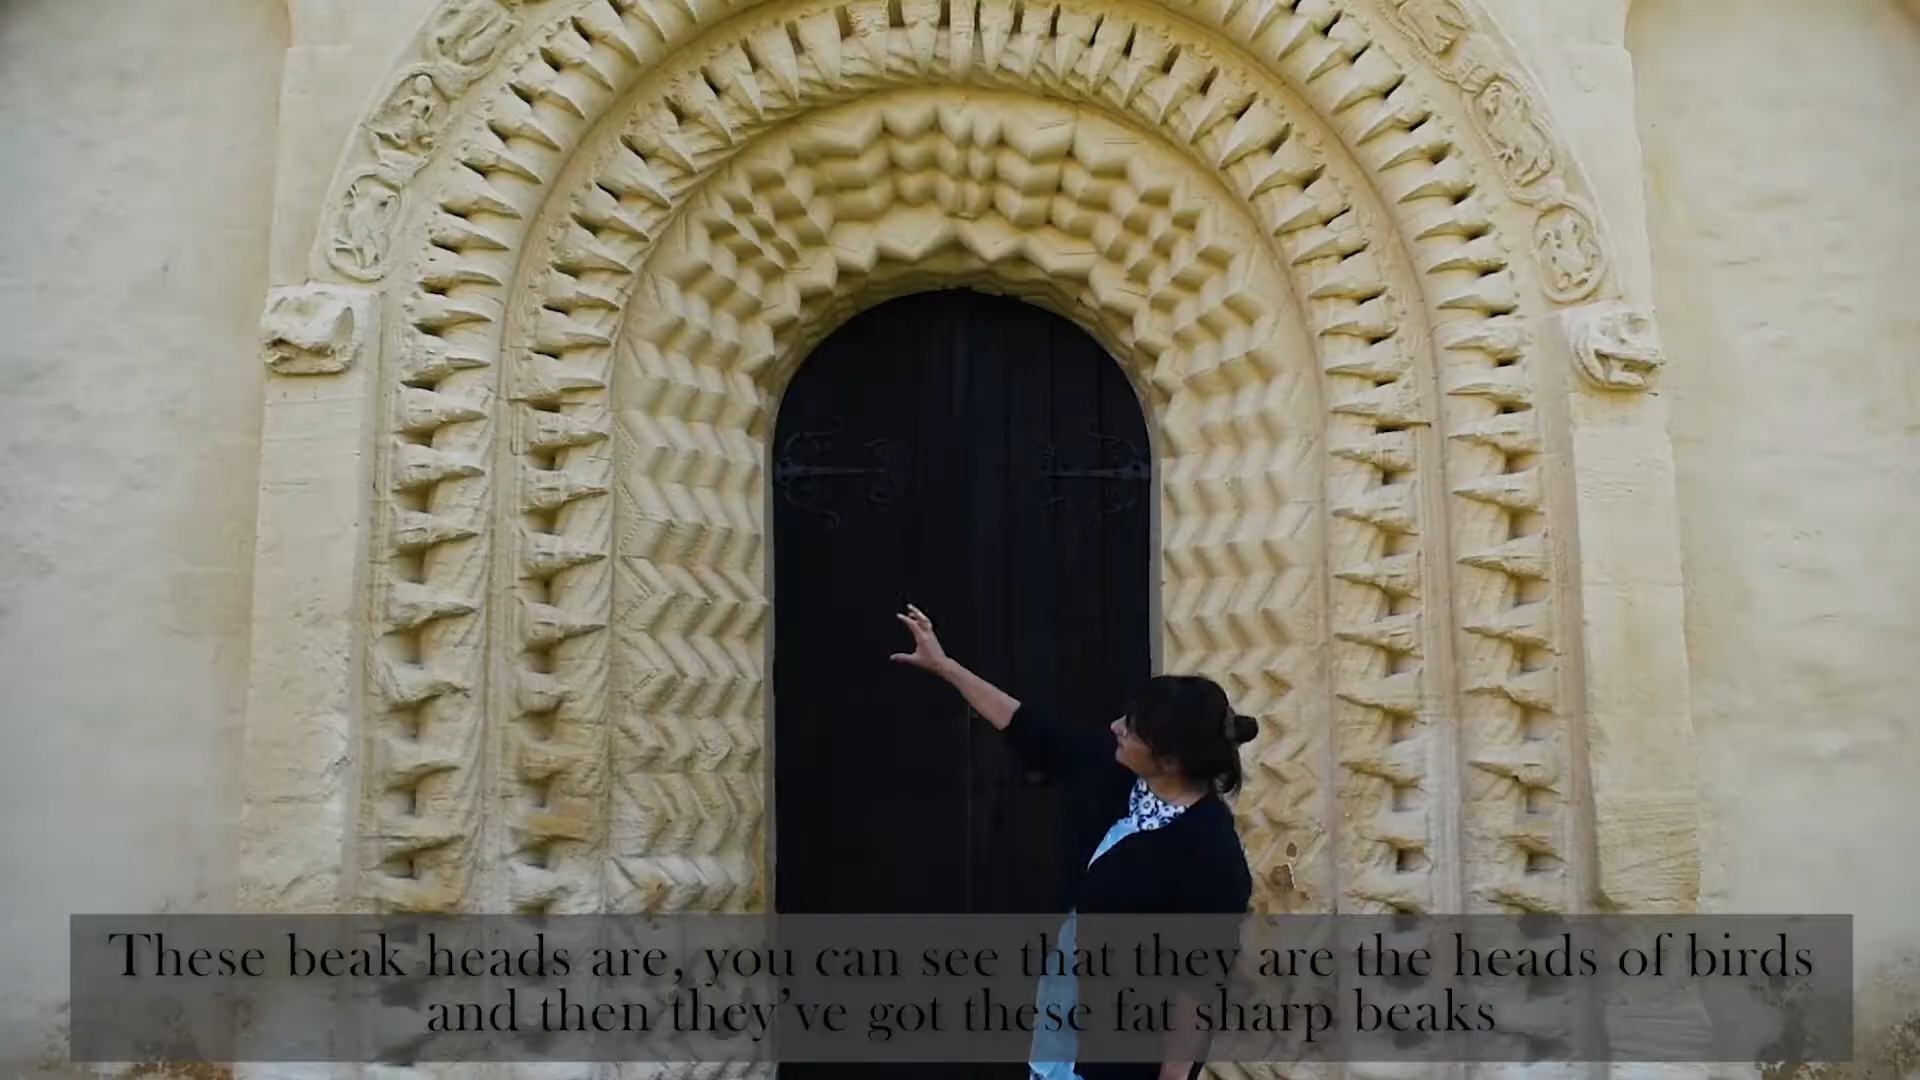 These beak heads are, you can see that they are the heads of birds
and then they've got these fat sharp beaks